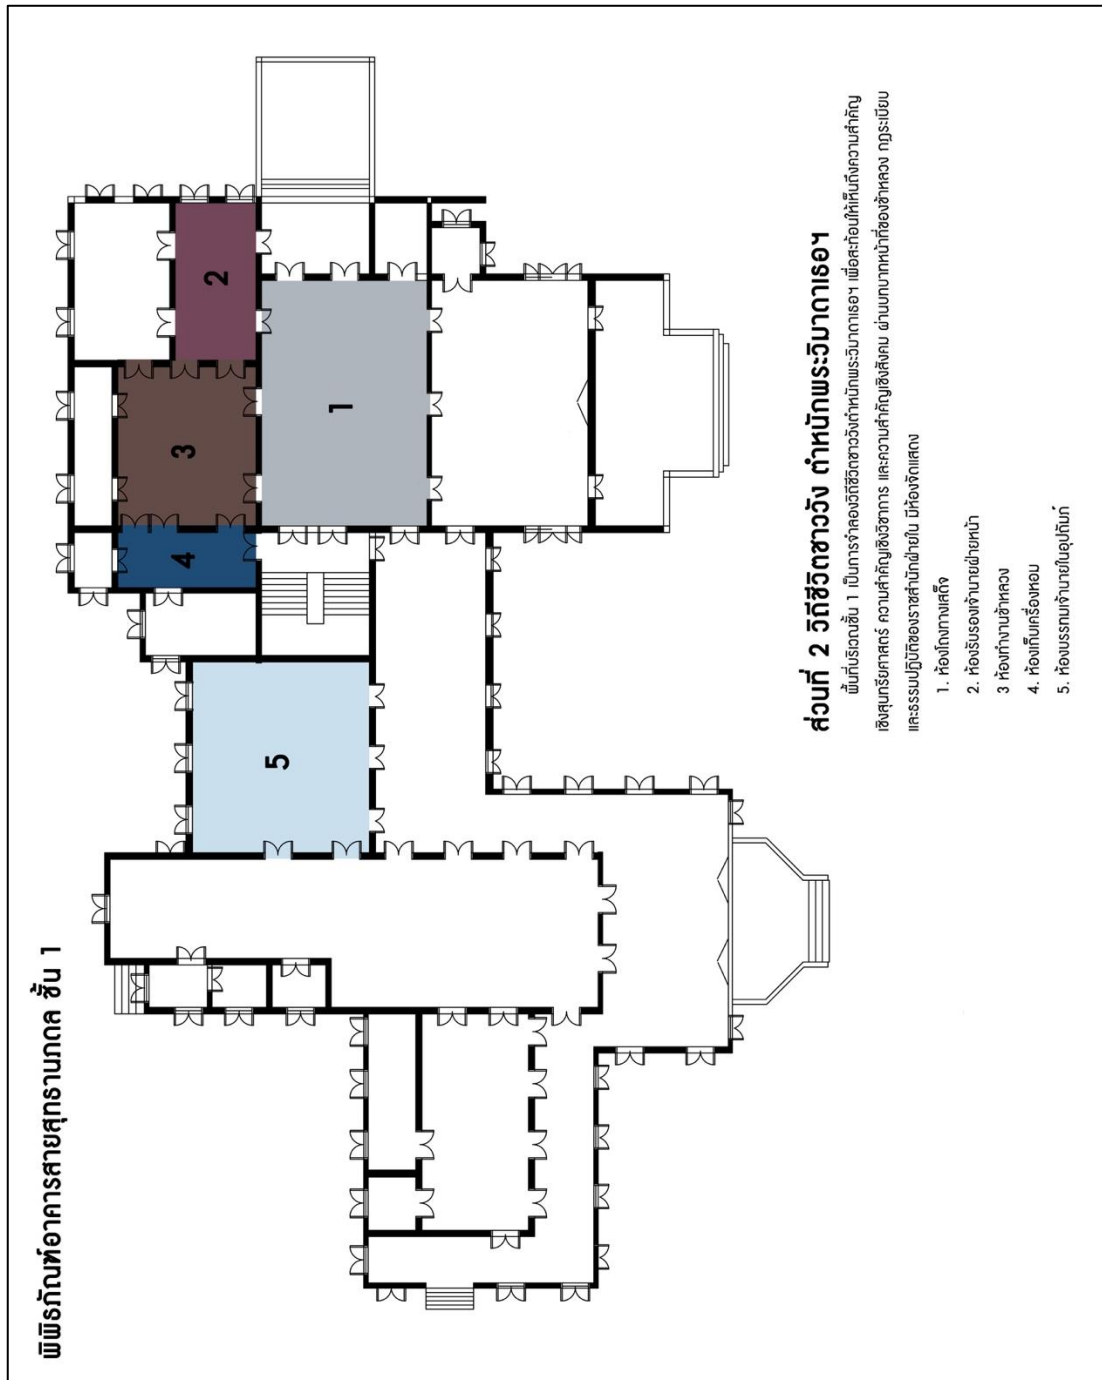 พิพิธภัณฑ์อาคารสายสุทธานภดล ชั้น 1
2
1
3
4
5
ส่วนที่ 2 วิถีชีวิตชาววัง ตำหนักพระวิมาดาเธอฯ
พื้นที่บริเวณชั้น 1 เป็นการจำลองวิถีชีวิตชาววังตำหนักพระวิมาดาเธอฯ เพื่อสะท้อนให้เห็นถึงความสำคัญ
เชิงสุนทรียศาสตร์ ความสำคัญเชิงวิชาการ และความสำคัญเชิงสังคม ผ่านบทบาทหน้าที่ของข้าหลวง กฎระเบียบ
และธรรมปฏิบัติของราชสำนักฝ่ายใน มีห้องจัดแสดง
1. ห้องโถงทางเสด็จ
2. ห้องรับรองเจ้านายฝ่ายหน้า
3 ห้องทำงานข้าหลวง
4. ห้องเก็บเครื่องหอม
5. ห้องบรรทมเจ้านายในอุปถัมภ์